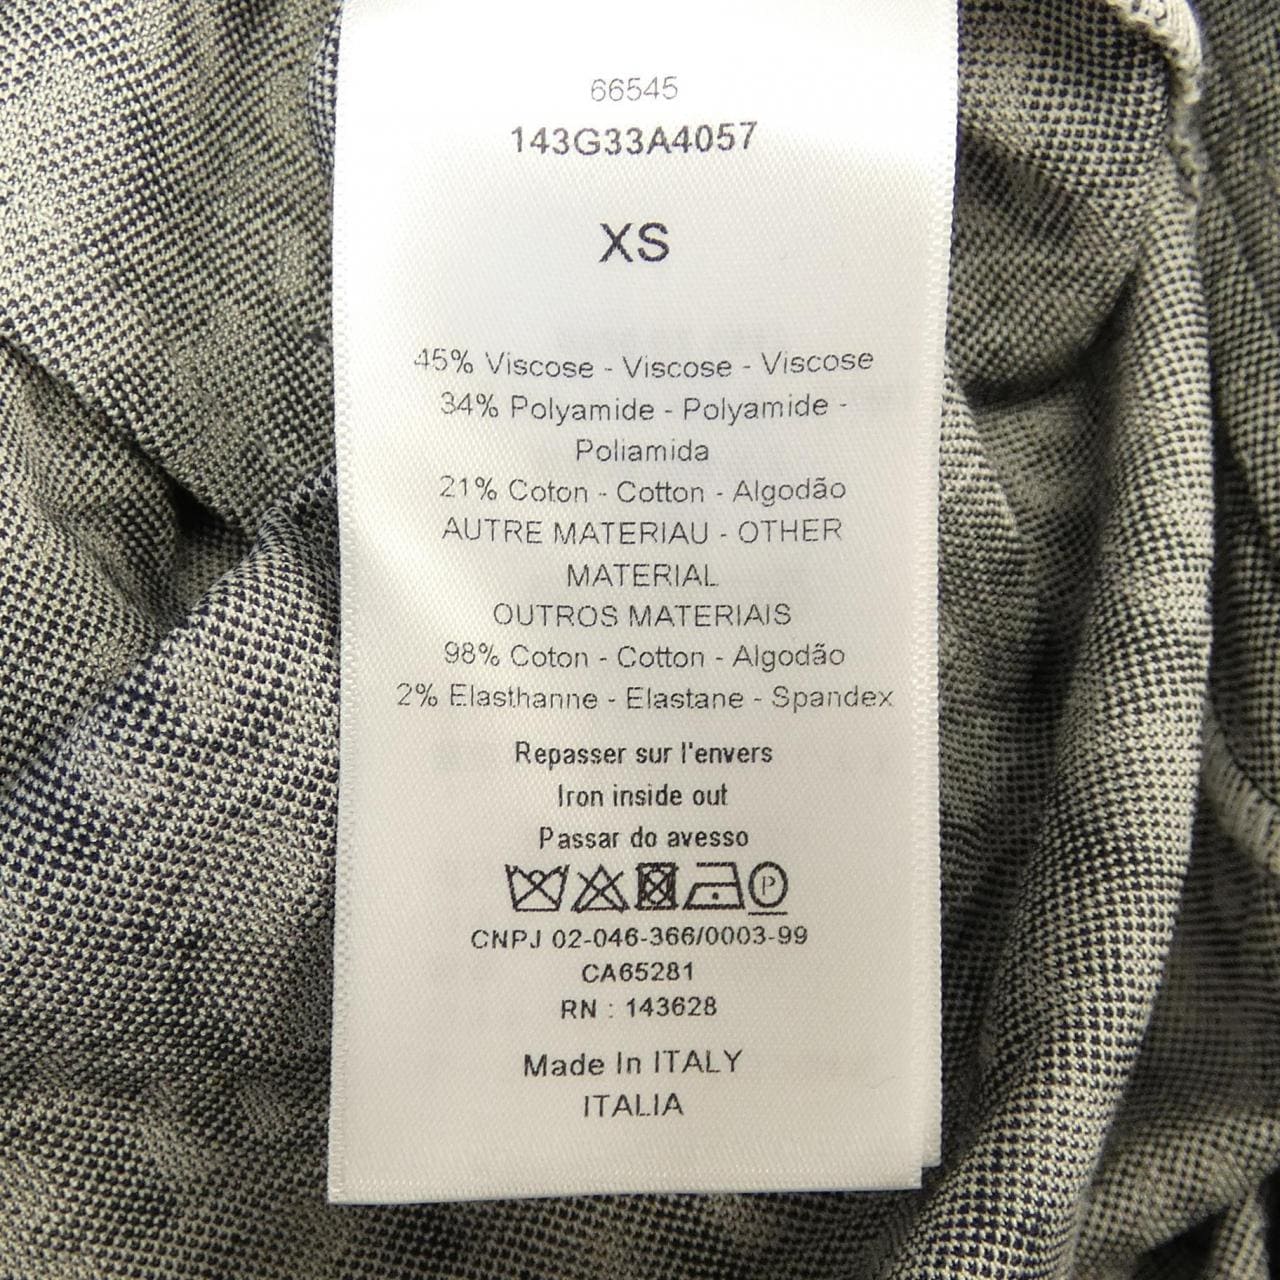 66545
143G33A4057
XS
45% Viscose - Viscose - Viscose
34% Polyamide - Polyamide -
Poliamida
21% Coton - Cotton - Algodão
AUTRE MATERIAU - OTHER
MATERIAL
OUTROS MATERIAIS
98% Coton - Cotton - Algodão
2% Elasthanne - Elastane - Spandex
Repasser sur l'envers
Iron inside out
Passar do avesso
P
CNPJ 02-046-366/0003-99
CA65281
RN : 143628
Made In ITALY
ITALIA